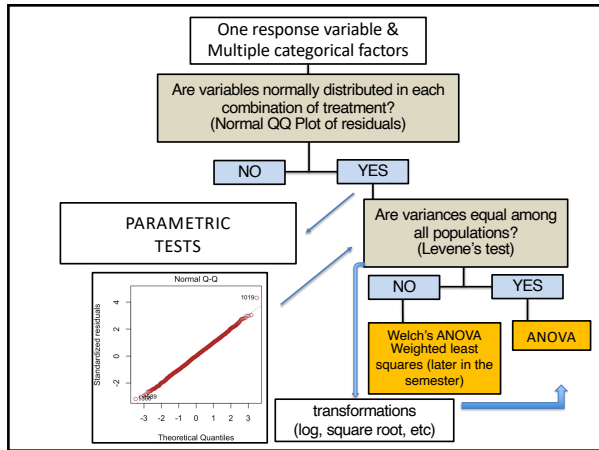 One response variable &
Multiple categorical factors
Are variables normally distributed in each
combination of treatment?
(Normal QQ Plot of residuals)
NO
YES
PARAMETRIC
TESTS
Are variances equal among
all populations?
(Levene's test)
NO
YES
Welch's ANOVA
Weighted least
squares (later in the
semester)
ANOVA
transformations
(log, square root, etc)
Normal Q-Q
Standardized residuals
4
2
0
-2
1019
-3
-2
-1
0
1
2
3
Theoretical Quantiles